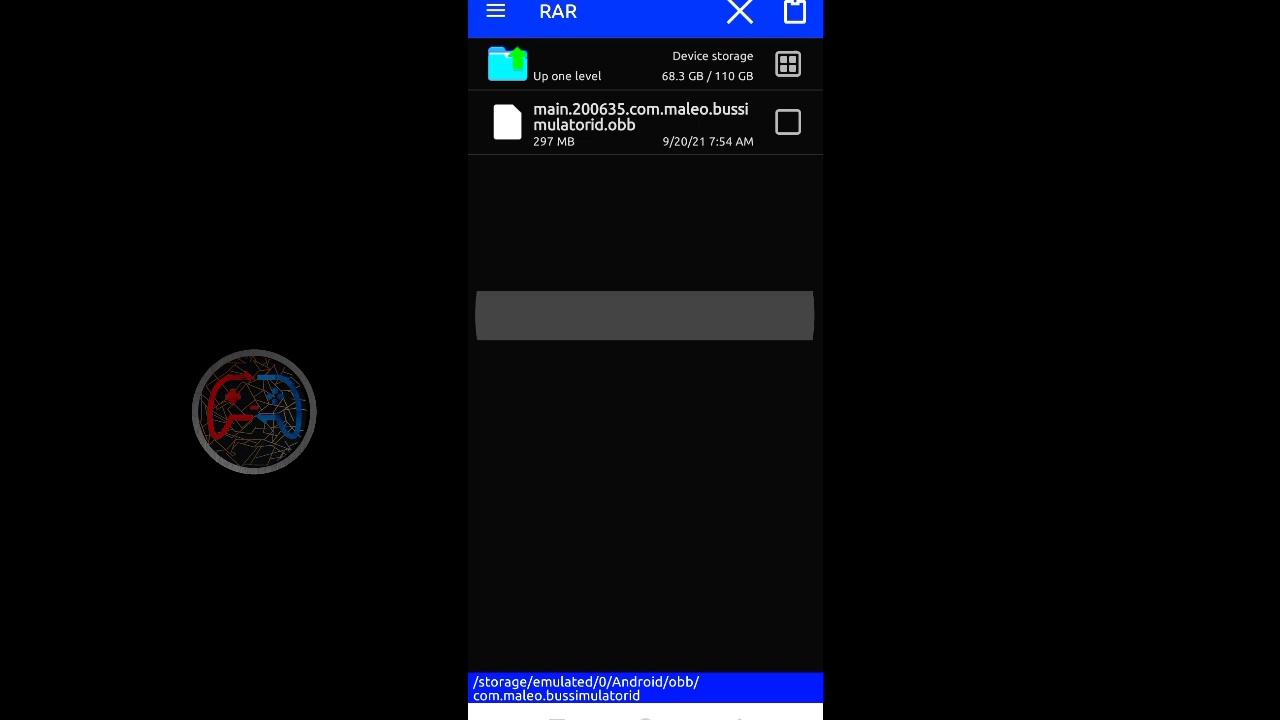 RAR
Device storage
Up one level 68.3 GB / 110 GB
main.200635.com.maleo.bussi
mulatorid.obb
297 MB 9/20/21 7:54 AM
/storage/emulated/0/Android/obb/
com.maleo.bussimulatorid